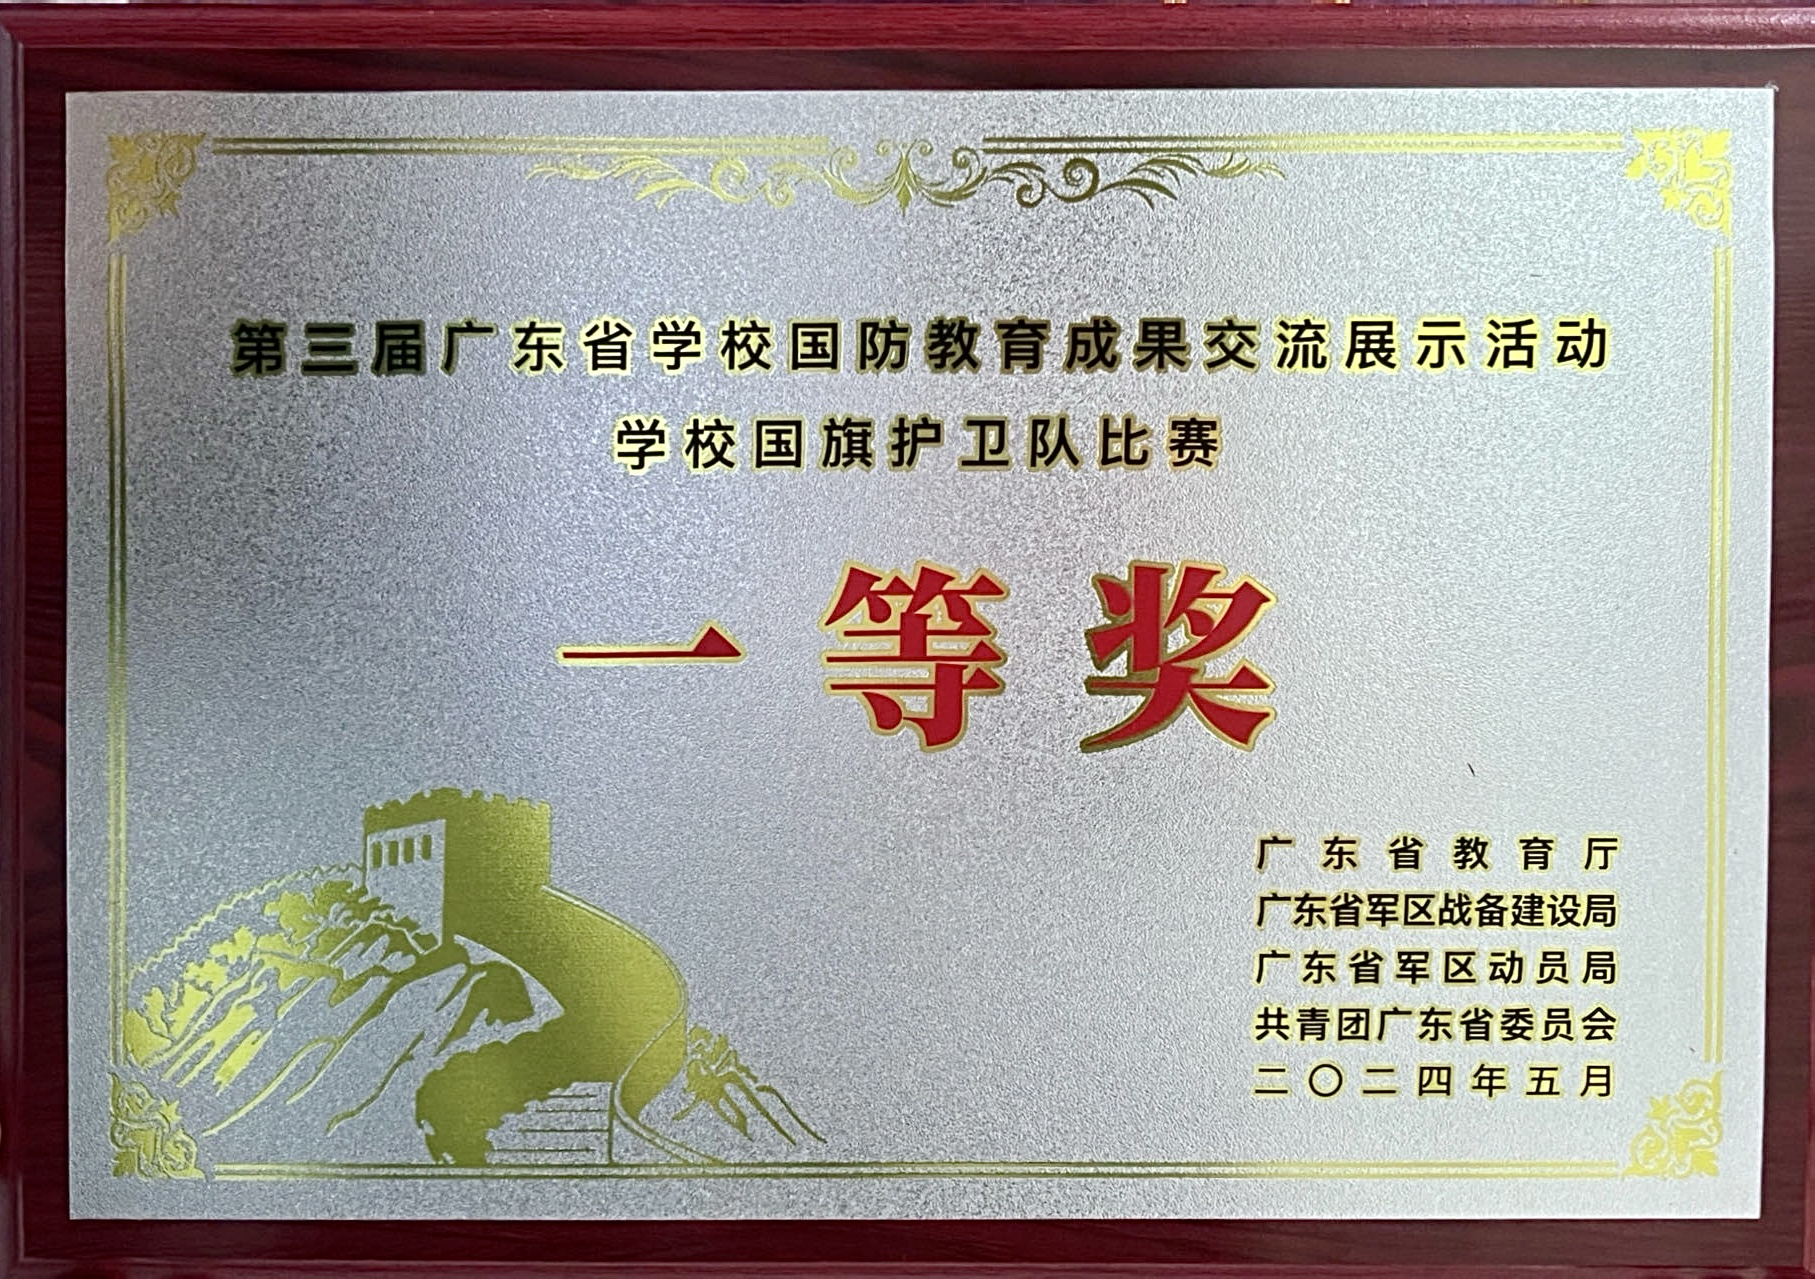 第三届广东省学校国防教育成果交流展示活动
学校国旗护卫队比赛
一等奖
广东省教育厅
广东省军区战备建设局
广东省军区动员局
共青团广东省委员会
二〇二四年五月